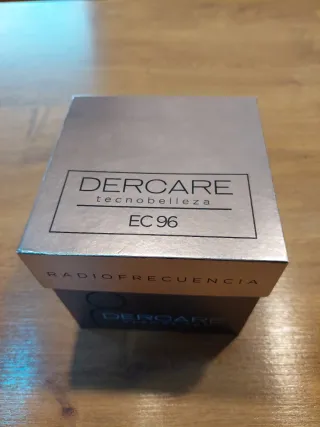 DERCARE
tecnobelleza
EC 96
RADIOFRECUENCIA
DERCARE